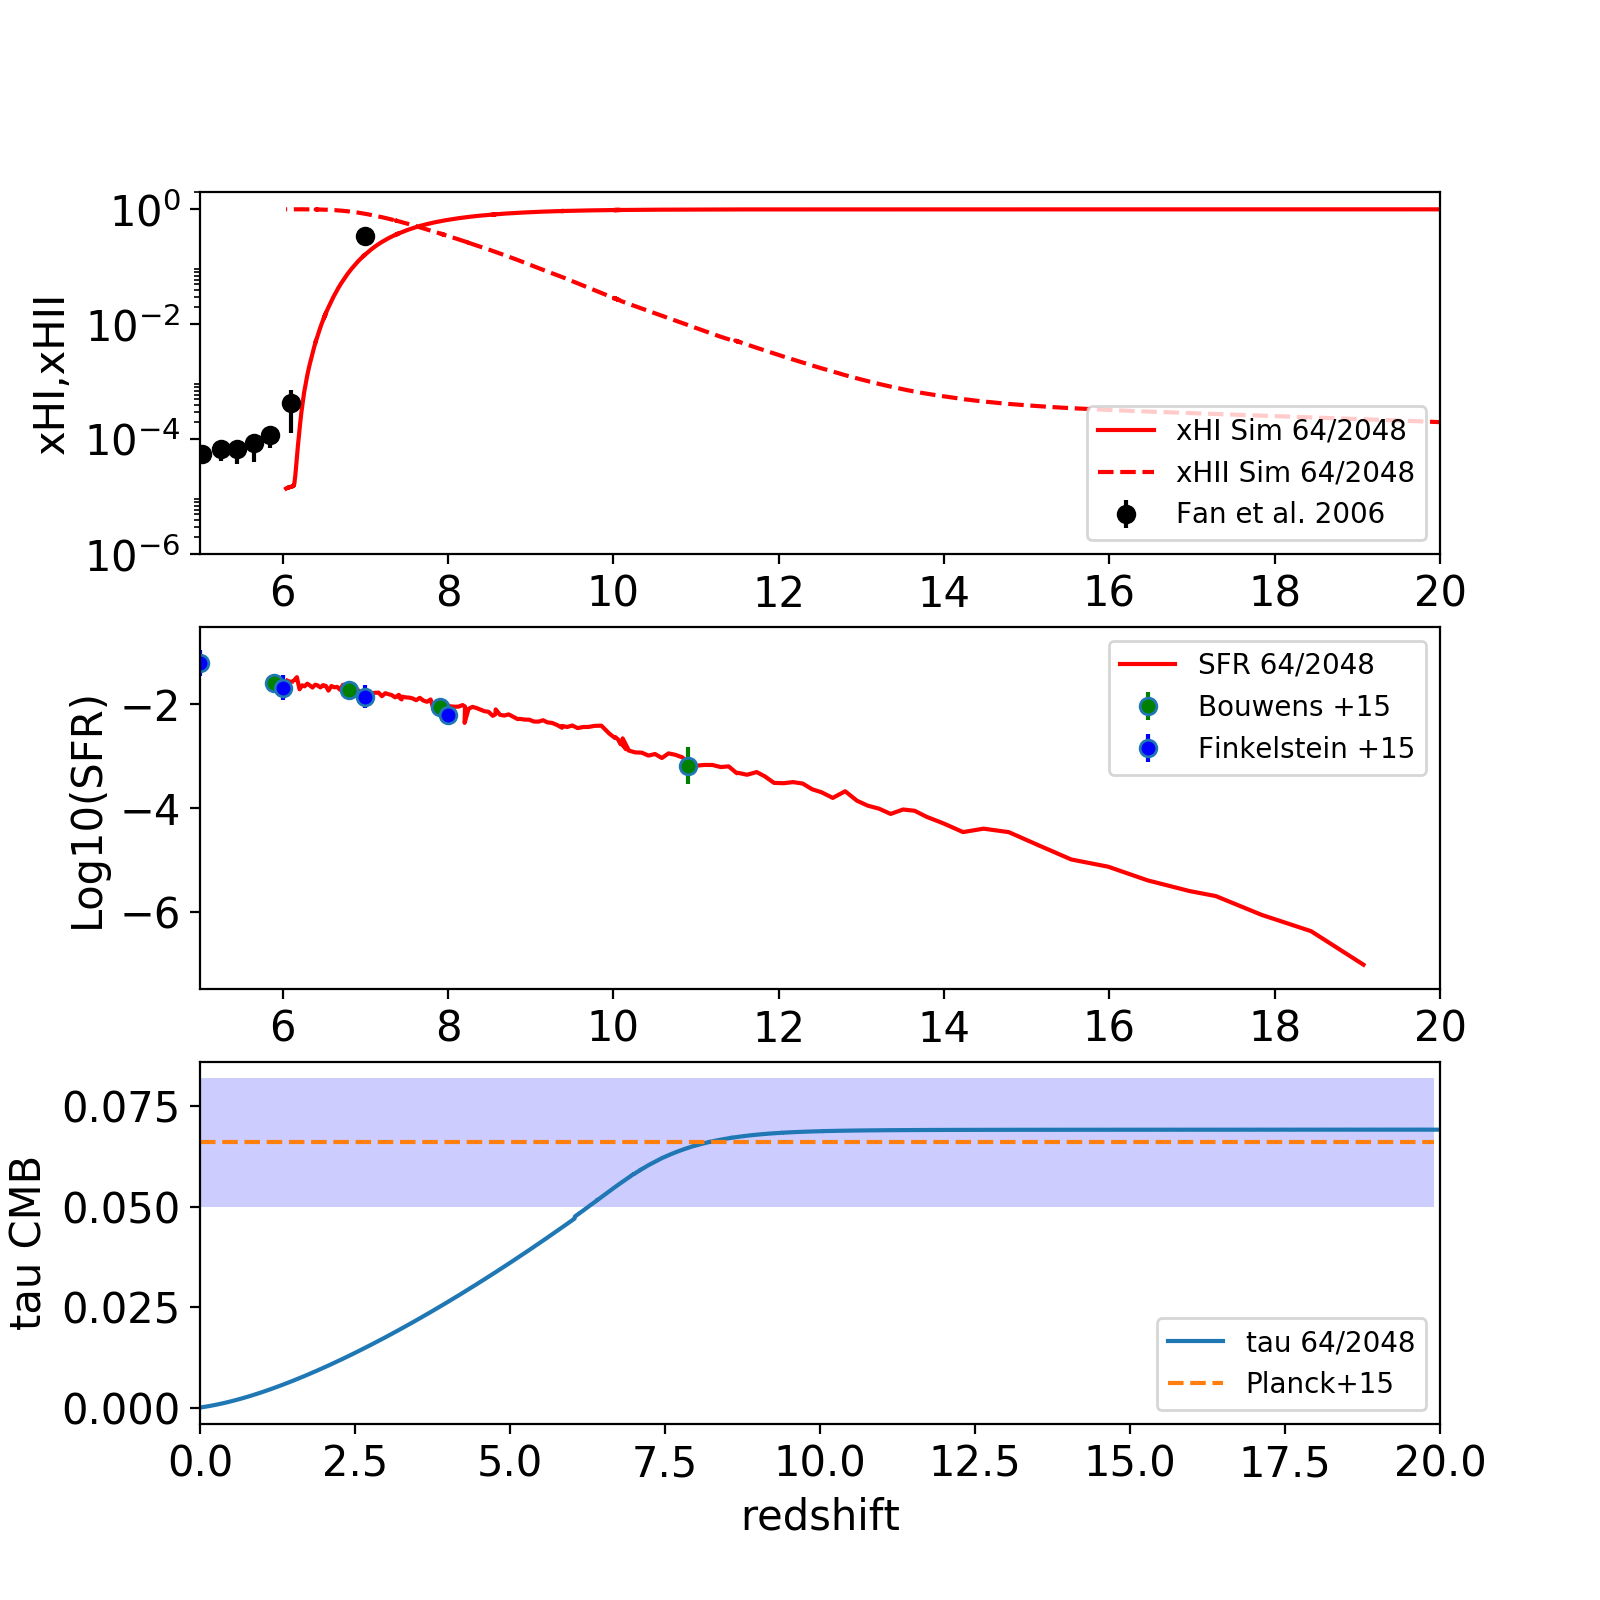 10⁰
10⁻²
10⁻⁴
10⁻⁶
xHI,xHII
xHI Sim 64/2048
xHII Sim 64/2048
Fan et al. 2006
6 8 10 12 14 16 18 20
−2
−4
−6
Log10(SFR)
SFR 64/2048
Bouwens +15
Finkelstein +15
6 8 10 12 14 16 18 20
0.075
0.050
0.025
0.000
tau CMB
tau 64/2048
Planck+15
0.0 2.5 5.0 7.5 10.0 12.5 15.0 17.5 20.0
redshift